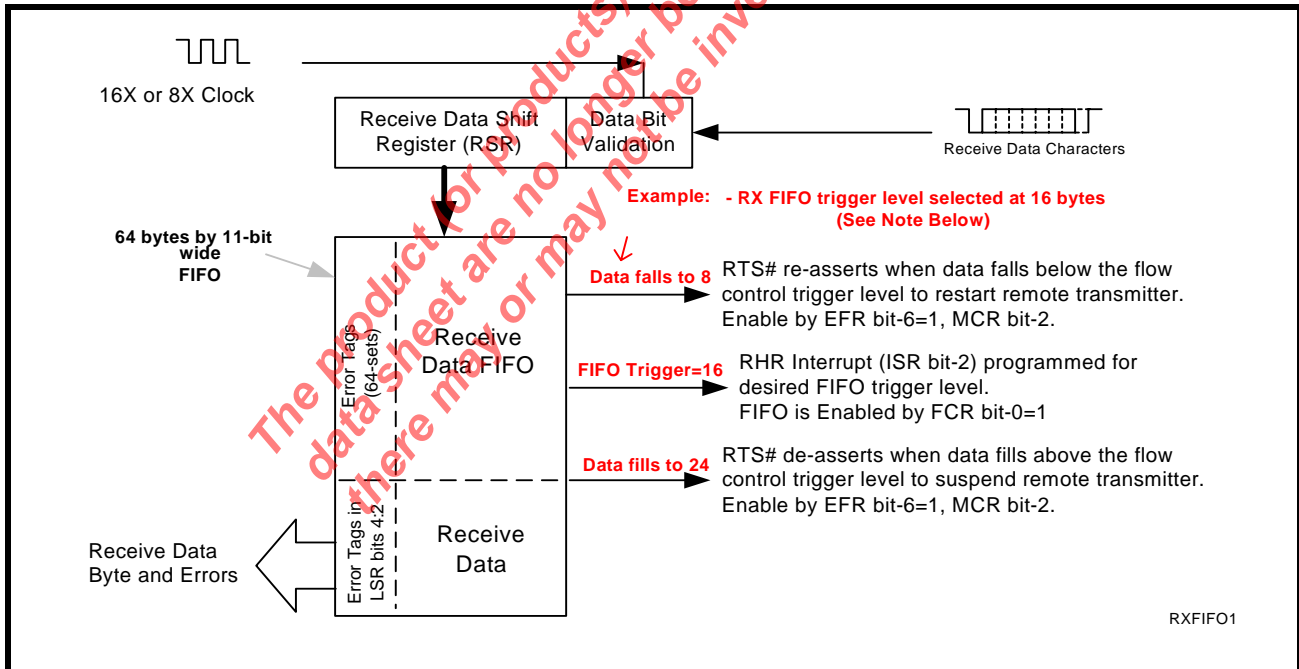 16X or 8X Clock
Receive Data Shift
Register (RSR)
Data Bit
Validation
Receive Data Characters
Example: - RX FIFO trigger level selected at 16 bytes
(See Note Below)
64 bytes by 11-bit
wide
FIFO
Error Tags
(64-sets)
Receive
Data FIFO
Data falls to 8
RTS# re-asserts when data falls below the flow
control trigger level to restart remote transmitter.
Enable by EFR bit-6=1, MCR bit-2.
FIFO Trigger=16
RHR Interrupt (ISR bit-2) programmed for
desired FIFO trigger level.
FIFO is Enabled by FCR bit-0=1
Data fills to 24
RTS# de-asserts when data fills above the flow
control trigger level to suspend remote transmitter.
Enable by EFR bit-6=1, MCR bit-2.
Error Tags in
LSR bits 4:2
Receive
Data
Receive Data
Byte and Errors
RXFIFO1
The product (or products)
data sheet are no longer be
there may or may not be inve